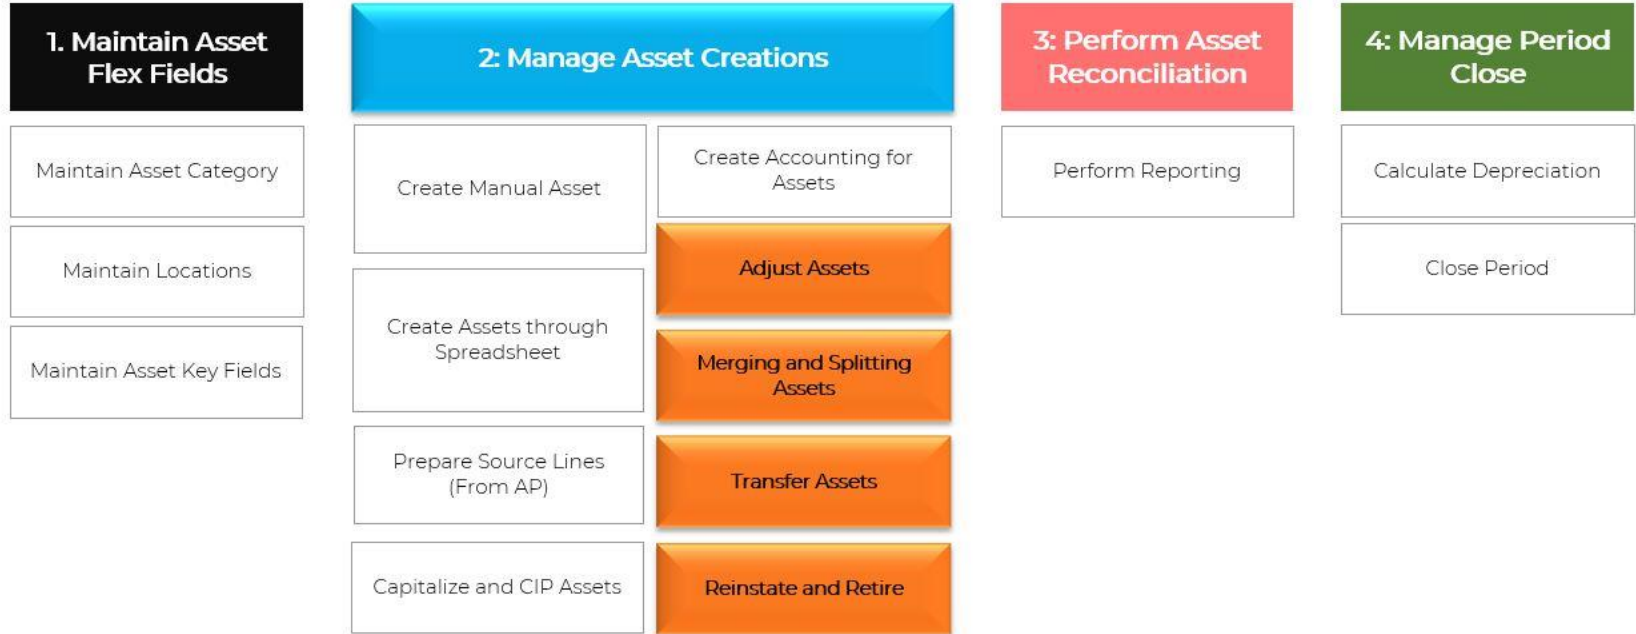 1. Maintain Asset
Flex Fields
Maintain Asset Category
Maintain Locations
Maintain Asset Key Fields
2: Manage Asset Creations
Create Manual Asset
Create Assets through
Spreadsheet
Prepare Source Lines
(From AP)
Capitalize and CIP Assets
Create Accounting for
Assets
Adjust Assets
Merging and Splitting
Assets
Transfer Assets
Reinstate and Retire
3: Perform Asset
Reconciliation
Perform Reporting
4: Manage Period
Close
Calculate Depreciation
Close Period